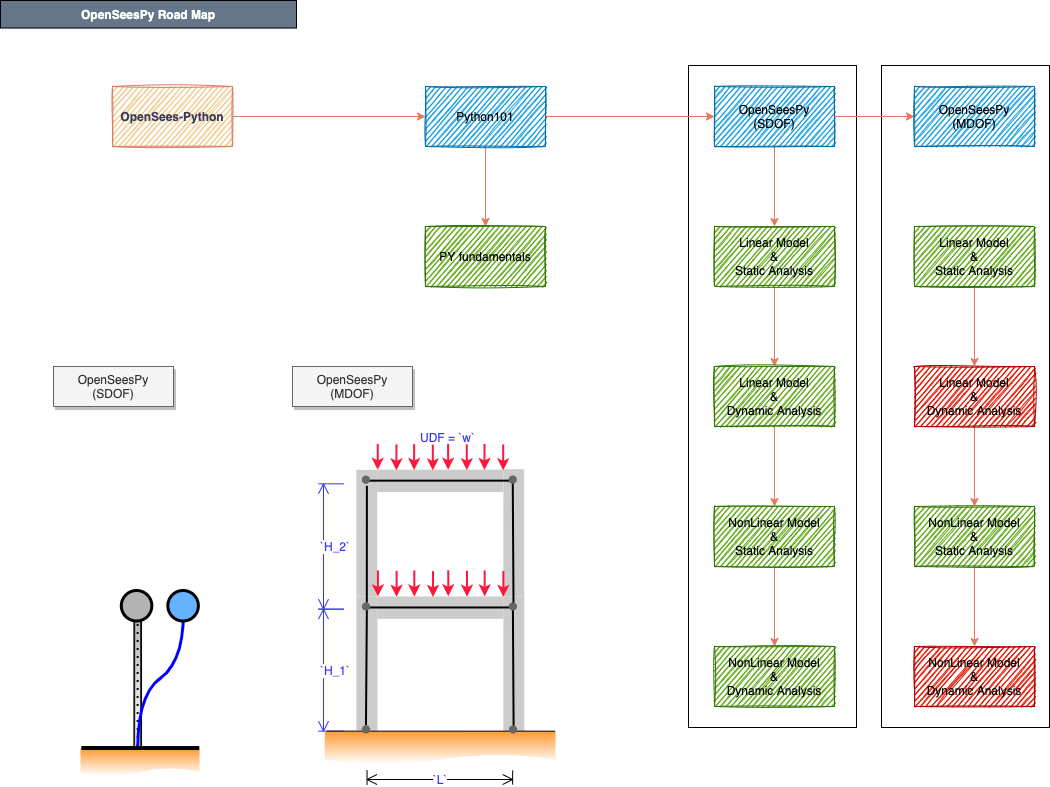 OpenSeesPy Road Map
OpenSees-Python
Python101
OpenSeesPy
(SDOF)
OpenSeesPy
(MDOF)
PY fundamentals
Linear Model
&
Static Analysis
Linear Model
&
Static Analysis
Linear Model
&
Dynamic Analysis
Linear Model
&
Dynamic Analysis
NonLinear Model
&
Static Analysis
NonLinear Model
&
Static Analysis
NonLinear Model
&
Dynamic Analysis
NonLinear Model
&
Dynamic Analysis
OpenSeesPy
(SDOF)
OpenSeesPy
(MDOF)
UDF = `w`
`H_2`
`H_1`
`L`